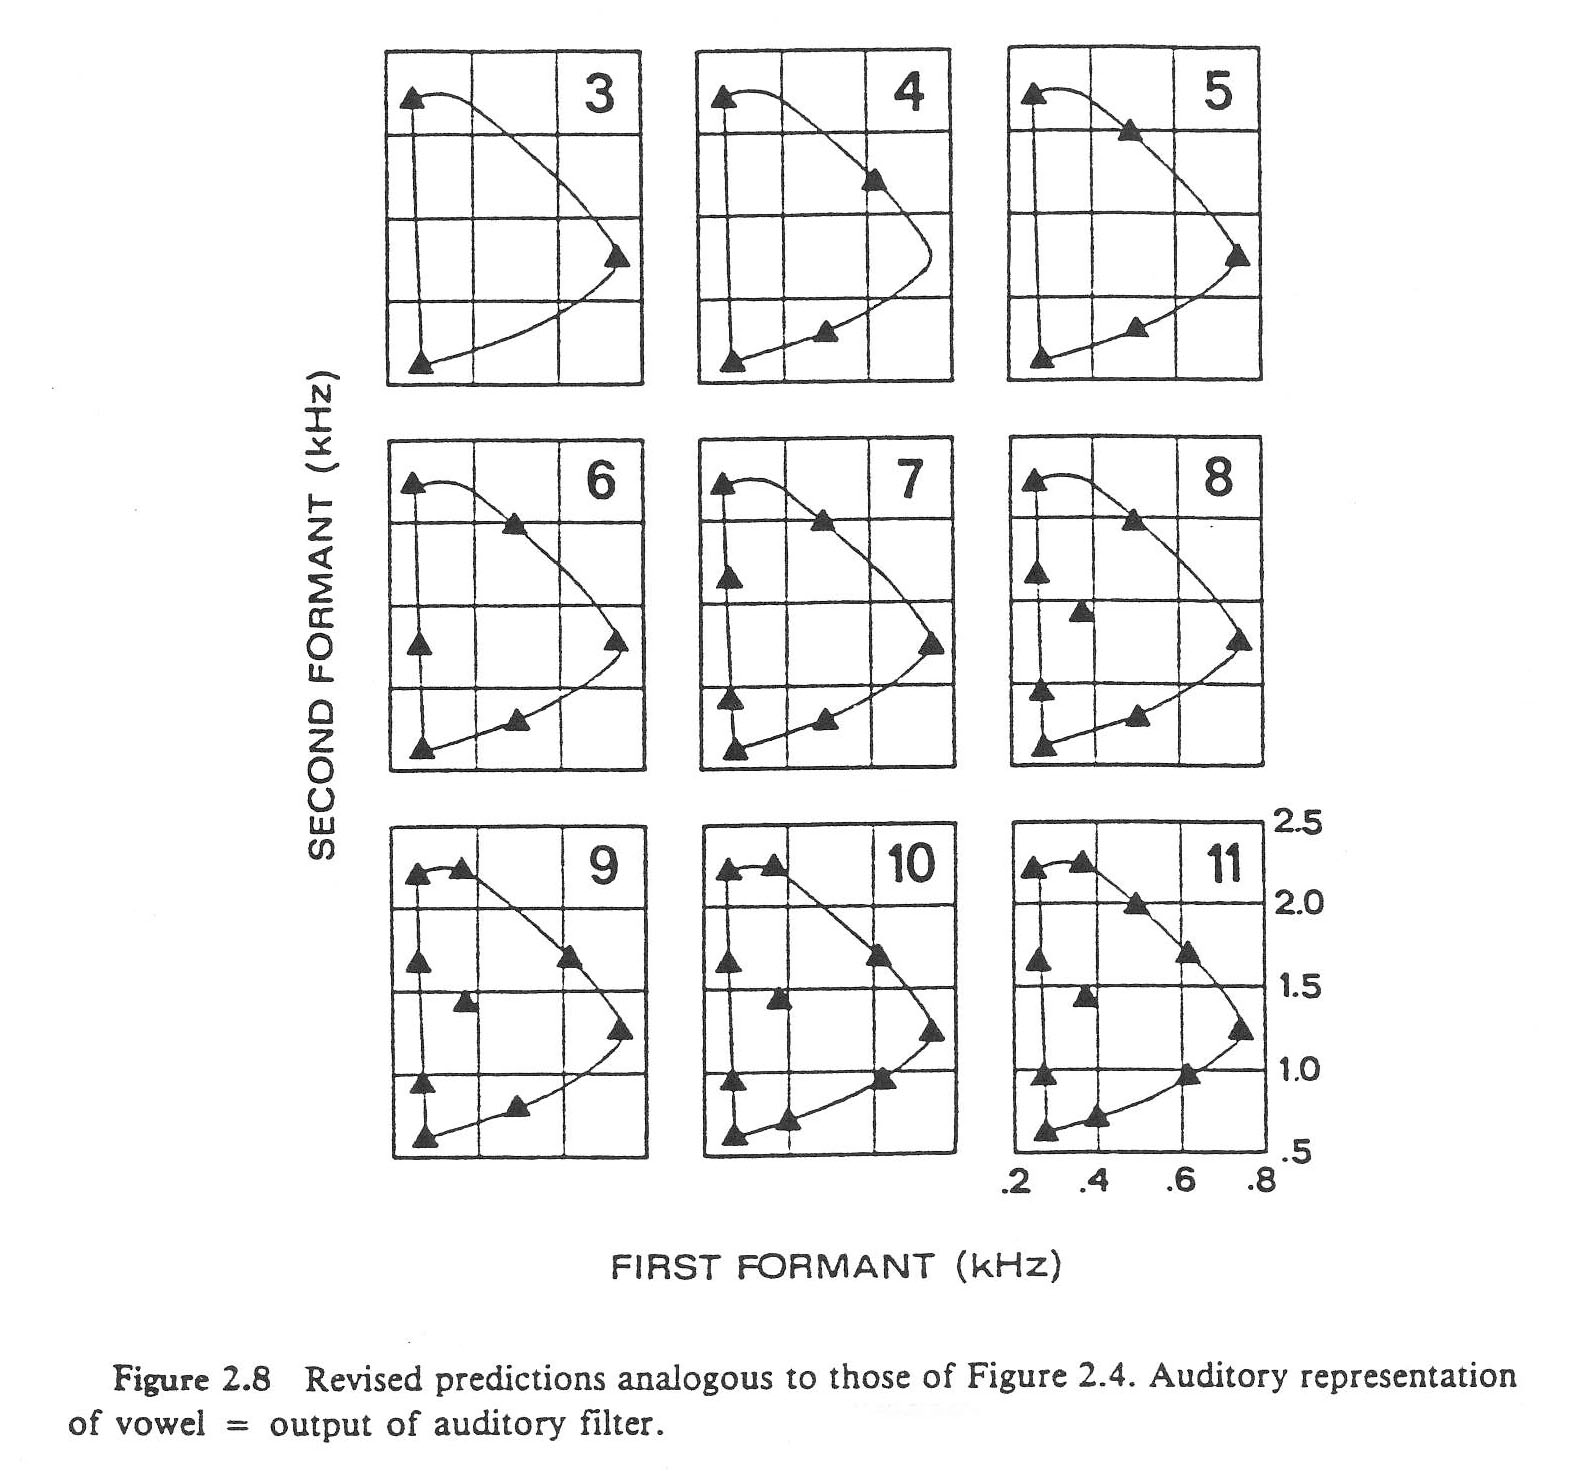 3
4
5
6
7
8
9
10
11
2.5
2.0
1.5
1.0
.5
.2 .4 .6 .8
SECOND FORMANT (kHz)
FIRST FORMANT (kHz)
Figure 2.8 Revised predictions analogous to those of Figure 2.4. Auditory representation
of vowel = output of auditory filter.